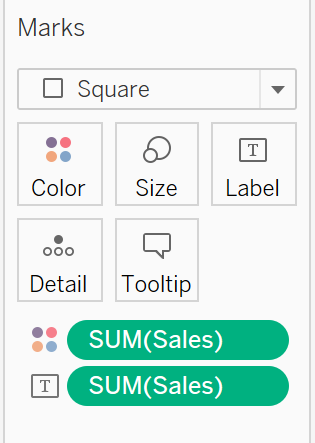 Marks
Square
Color Size T Label
Detail Tooltip
SUM(Sales)
T SUM(Sales)